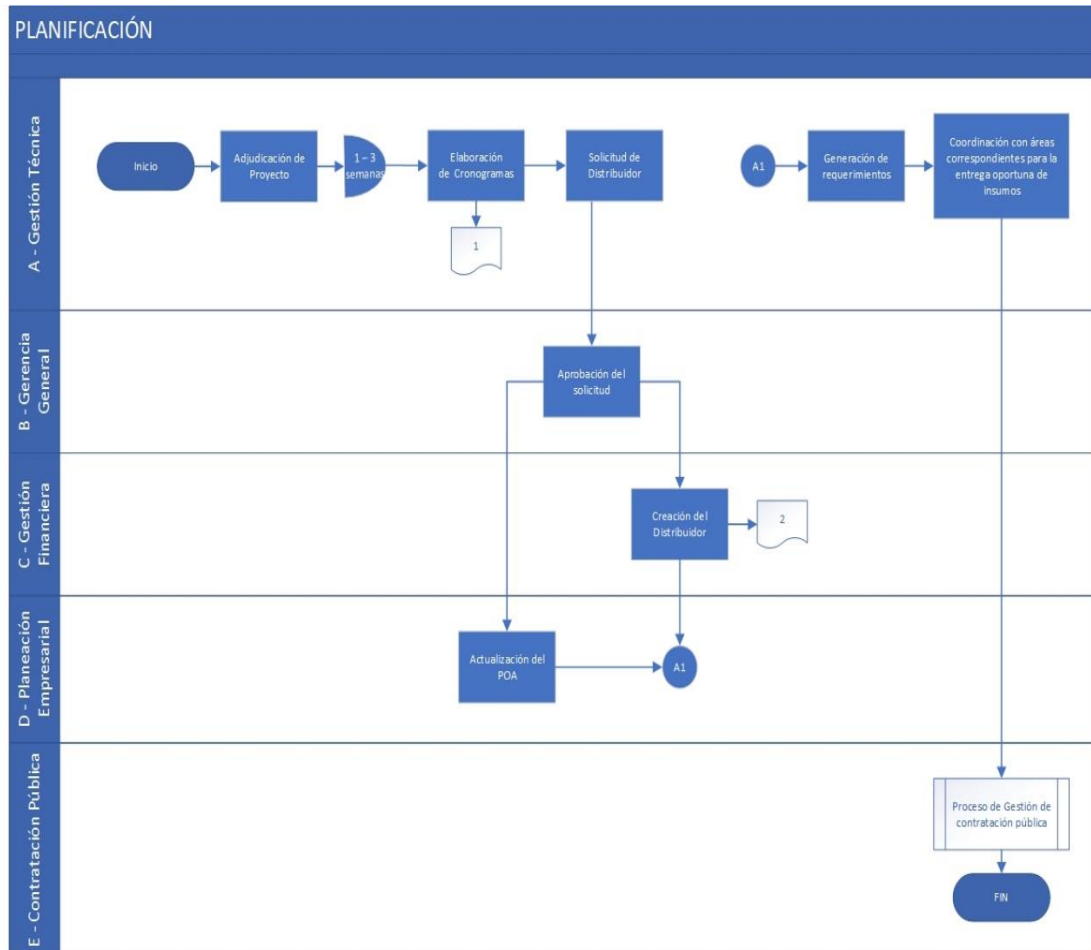 PLANIFICACIÓN
A - Gestión Técnica
Inicio
Adjudicación de
Proyecto
1 – 3
semanas
Elaboración
de Cronogramas
1
Solicitud de
Distribuidor
A1
Generación de
requerimientos
Coordinación con áreas
correspondientes para la
entrega oportuna de
insumos
B - Gerencia
General
Aprobación del
solicitud
C - Gestión
Financiera
Creación del
Distribuidor
2
D - Planeación
Empresarial
Actualización del
POA
A1
E - Contratación Pública
Proceso de Gestión de
contratación pública
FIN